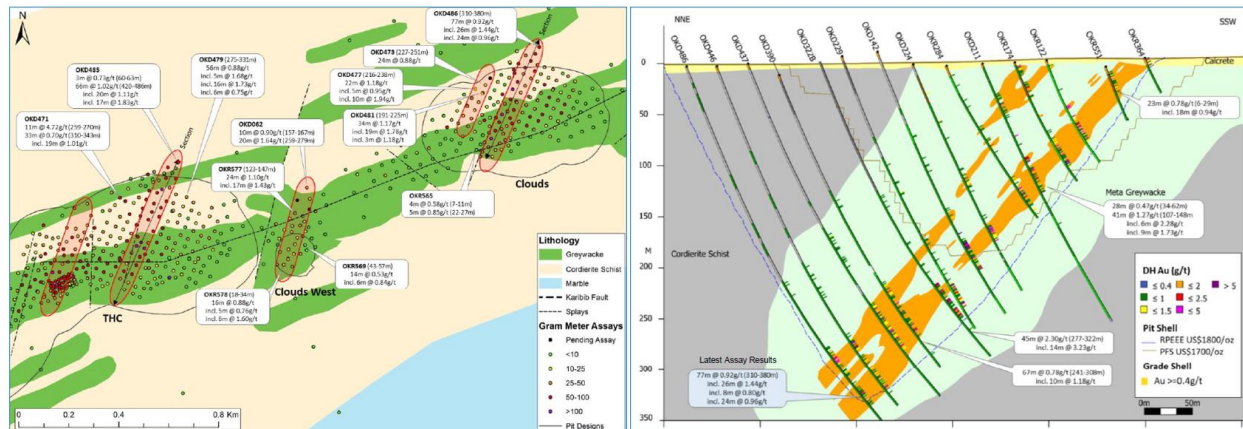 N
OKD486 (310-380m)
77m @ 0.92g/t
incl. 26m @ 1.44g/t
incl. 24m @ 0.96g/t
Section
OKD473 (227-251m)
24m @ 0.88g/t
OKD479 (275-331m)
56m @ 0.88g/t
incl. 5m @ 1.68g/t
incl. 16m @ 1.73g/t
incl. 6m @ 0.75g/t
OKD477 (216-238m)
22m @ 1.18g/t
incl. 5m @ 0.95g/t
incl. 10m @ 1.94g/t
OKD485
3m @ 0.73g/t (60-63m)
66m @ 1.02g/t (420-486m)
incl. 20m @ 1.11g/t
incl. 17m @ 1.83g/t
OKD481 (191-225m)
34m @ 1.17g/t
incl. 19m @ 1.78g/t
incl. 3m @ 1.18g/t
OKD471
11m @ 4.72g/t (259-270m)
33m @ 0.70g/t (310-343m)
incl. 19m @ 1.01g/t
OKD062
10m @ 0.90g/t (157-167m)
20m @ 1.64g/t (259-279m)
Section
OKR577 (123-147m)
24m @ 1.10g/t
incl. 17m @ 1.43g/t
Clouds
OKR565
4m @ 0.58g/t (7-11m)
5m @ 0.85g/t (22-27m)
OKR569 (43-57m)
14m @ 0.53g/t
incl. 6m @ 0.84g/t
Clouds West
OKR578 (18-34m)
16m @ 0.88g/t
incl. 5m @ 0.76g/t
incl. 6m @ 1.60g/t
THC
Lithology
Greywacke
Cordierite Schist
Marble
Karibib Fault
Splays
Gram Meter Assays
Pending Assay
<10
10-25
25-50
50-100
>100
Pit Designs
0 0.2 0.4 0.8 Km
NNE
SSW
OKD486
OKD446
OKD437
OKD390
OKD322B
OKD229
OKD142
OKD224
OKR284
OKD211
OKR174
OKR122
OKR551
OKR364
Calcrete
0
50
100
150
M
200
250
300
350
23m @ 0.78g/t (6-29m)
incl. 18m @ 0.94g/t
Meta Greywacke
28m @ 0.47g/t (34-62m)
41m @ 1.27g/t (107-148m
incl. 6m @ 2.28g/t
incl. 9m @ 1.73g/t
Cordierite Schist
45m @ 2.30g/t (277-322m)
incl. 14m @ 3.23g/t
67m @ 0.78g/t (241-308m)
incl. 10m @ 1.18g/t
Latest Assay Results
77m @ 0.92g/t (310-380m)
incl. 26m @ 1.44g/t
incl. 8m @ 0.80g/t
incl. 24m @ 0.96g/t
DH Au (g/t)
≤ 0.4 ≤ 2 > 5
≤ 1 ≤ 2.5
≤ 1.5 ≤ 5
Pit Shell
RPEEE US$1800/oz
PFS US$1700/oz
Grade Shell
Au >=0.4g/t
0m 50m